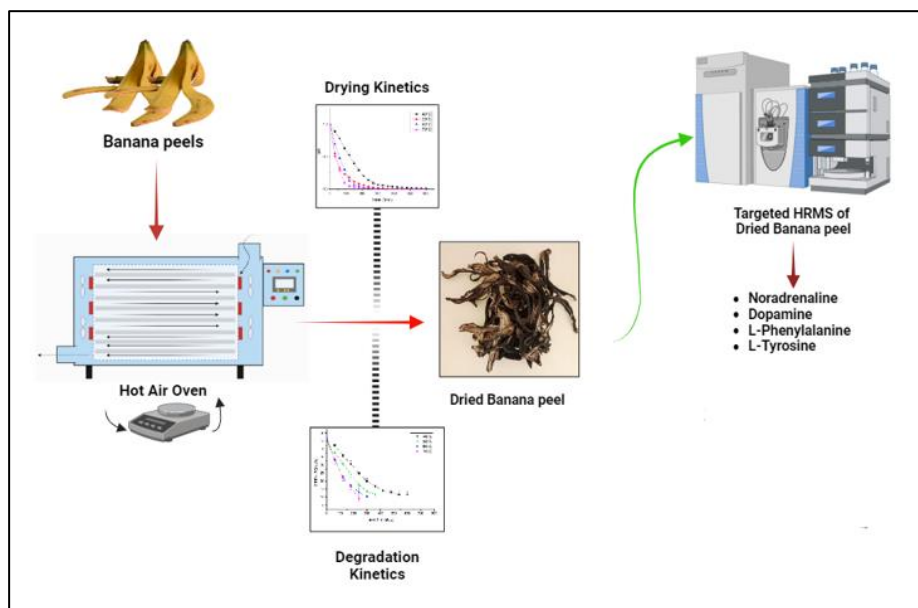 Drying Kinetics
Banana peels
Targeted HRMS of
Dried Banana peel
Noradrenaline
Dopamine
L-Phenylalanine
L-Tyrosine
Hot Air Oven
Dried Banana peel
Degradation
Kinetics